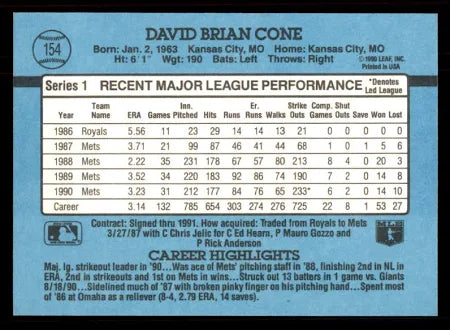 154
DAVID BRIAN CONE
Born: Jan. 2, 1963 Kansas City, MO Home: Kansas City, MO
Ht: 6'1" Wgt: 190 Bats: Left Throws: Right
©1990 LEAF, INC.
Printed in USA
Series 1 RECENT MAJOR LEAGUE PERFORMANCE *Denotes Led League
Year Team Name ERA Games Inn. Pitched Hits Runs Er. Runs Walks Strike Outs Comp. Games Shut Outs Save Won Lost
1986 Royals 5.56 11 23 29 14 14 13 21 0 0 0 0 0
1987 Mets 3.71 21 99 87 46 41 44 68 1 0 1 5 6
1988 Mets 2.22 35 231 178 67 57 80 213 8 4 0 20 3
1989 Mets 3.52 34 220 183 92 86 74 190 7 2 0 14 8
1990 Mets 3.23 31 212 177 84 76 65 233* 6 2 0 14 10
Career 3.14 132 785 654 303 274 276 725 22 8 1 53 27
Contract: Signed thru 1991. How acquired: Traded from Royals to Mets
3/27/87 with C Chris Jelic for C Ed Hearn, P Mauro Gozzo and
P Rick Anderson
CAREER HIGHLIGHTS
Maj. lg. strikeout leader in '90...Was ace of Mets' pitching staff in '88, finishing 2nd in NL in
ERA, 2nd in strikeouts and 1st on Mets in wins...Struck out 13 batters in 1 game vs. Giants
8/18/90...Sidelined much of '87 with broken pinky finger on his pitching hand...Spent most
of '86 at Omaha as a reliever (8-4, 2.79 ERA, 14 saves).